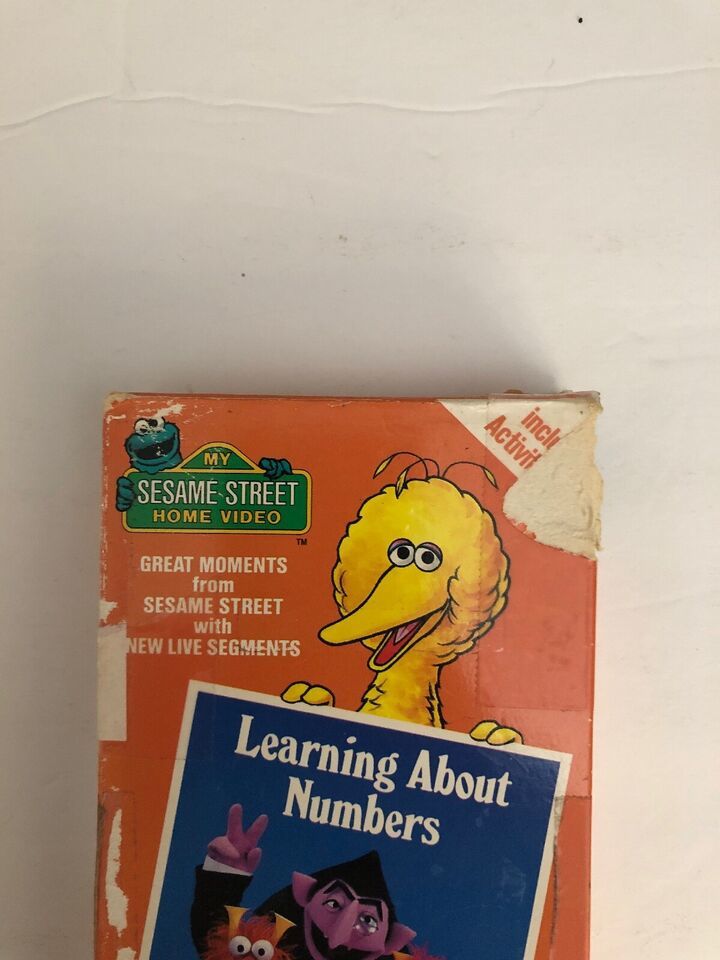 MY
SESAME STREET
HOME VIDEO
TM
GREAT MOMENTS
from
SESAME STREET
with
NEW LIVE SEGMENTS
Learning About
Numbers